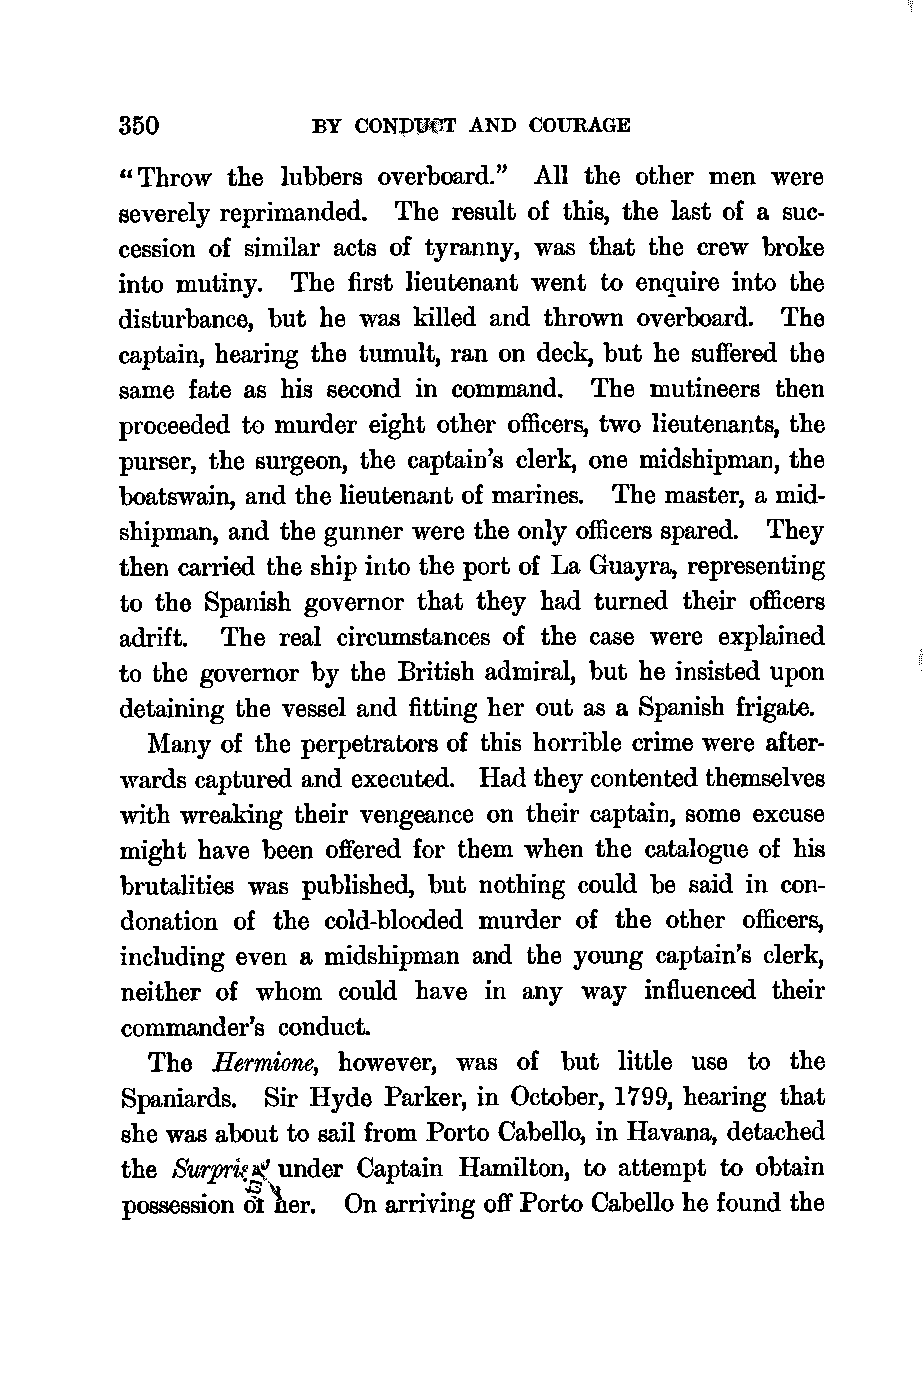 350 BY CONDUCT AND COURAGE
“Throw the lubbers overboard.” All the other men were
severely reprimanded. The result of this, the last of a suc-
cession of similar acts of tyranny, was that the crew broke
into mutiny. The first lieutenant went to enquire into the
disturbance, but he was killed and thrown overboard. The
captain, hearing the tumult, ran on deck, but he suffered the
same fate as his second in command. The mutineers then
proceeded to murder eight other officers, two lieutenants, the
purser, the surgeon, the captain's clerk, one midshipman, the
boatswain, and the lieutenant of marines. The master, a mid-
shipman, and the gunner were the only officers spared. They
then carried the ship into the port of La Guayra, representing
to the Spanish governor that they had turned their officers
adrift. The real circumstances of the case were explained
to the governor by the British admiral, but he insisted upon
detaining the vessel and fitting her out as a Spanish frigate.
Many of the perpetrators of this horrible crime were after-
wards captured and executed. Had they contented themselves
with wreaking their vengeance on their captain, some excuse
might have been offered for them when the catalogue of his
brutalities was published, but nothing could be said in con-
donation of the cold-blooded murder of the other officers,
including even a midshipman and the young captain's clerk,
neither of whom could have in any way influenced their
commander's conduct.
The Hermione, however, was of but little use to the
Spaniards. Sir Hyde Parker, in October, 1799, hearing that
she was about to sail from Porto Cabello, in Havana, detached
the Surprise, under Captain Hamilton, to attempt to obtain
possession of her. On arriving off Porto Cabello he found the